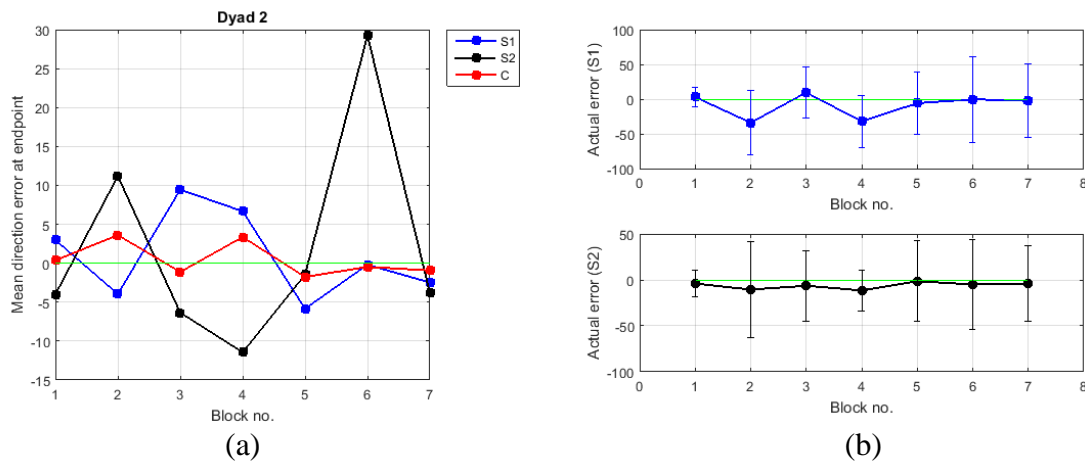 Dyad 2
30
25
20
15
10
5
0
-5
-10
-15
1 2 3 4 5 6 7
Mean direction error at endpoint
Block no.
S1
S2
C
(a)
100
50
0
-50
-100
0 1 2 3 4 5 6 7 8
Actual error (S1)
Block no.
50
0
-50
-100
0 1 2 3 4 5 6 7 8
Actual error (S2)
Block no.
(b)